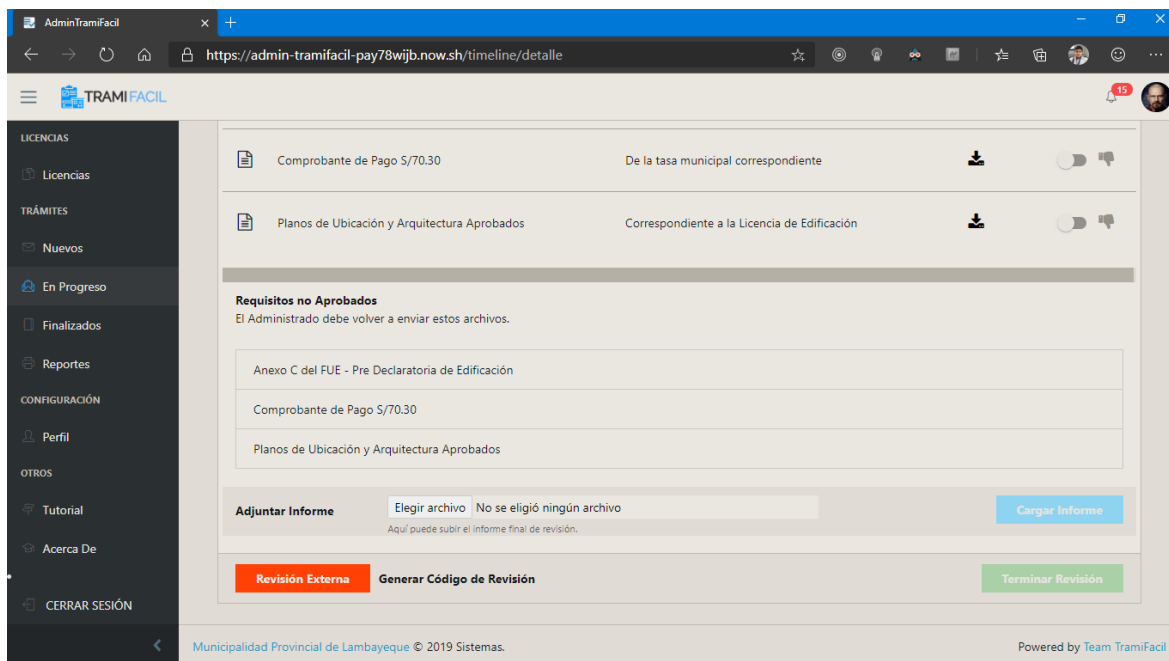 AdminTramiFacil
https://admin-tramifacil-pay78wijb.now.sh/timeline/detalle
TRAMIFACIL
15
LICENCIAS
Licencias
TRÁMITES
Nuevos
En Progreso
Finalizados
Reportes
CONFIGURACIÓN
Perfil
OTROS
Tutorial
Acerca De
CERRAR SESIÓN
Comprobante de Pago S/70.30 De la tasa municipal correspondiente
Planos de Ubicación y Arquitectura Aprobados Correspondiente a la Licencia de Edificación
Requisitos no Aprobados
El Administrado debe volver a enviar estos archivos.
Anexo C del FUE - Pre Declaratoria de Edificación
Comprobante de Pago S/70.30
Planos de Ubicación y Arquitectura Aprobados
Adjuntar Informe Elegir archivo No se eligió ningún archivo Cargar Informe
Aquí puede subir el informe final de revisión.
Revisión Externa Generar Código de Revisión Terminar Revisión
Municipalidad Provincial de Lambayeque © 2019 Sistemas. Powered by Team TramiFacil